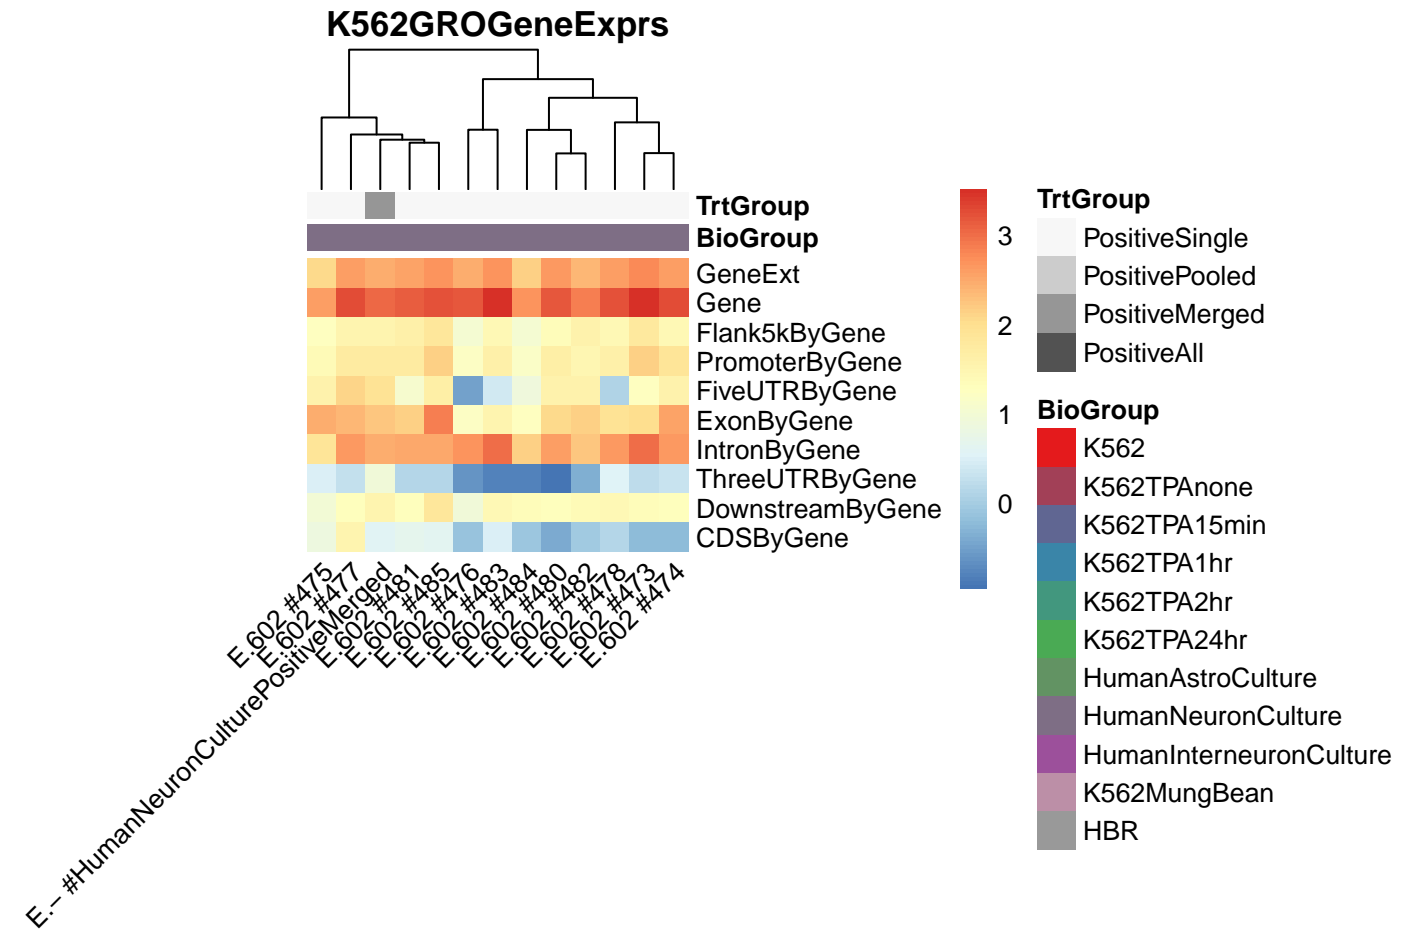 K562GROGeneExprs
TrtGroup
BioGroup
GeneExt
Gene
Flank5kByGene
PromoterByGene
FiveUTRByGene
ExonByGene
IntronByGene
ThreeUTRByGene
DownstreamByGene
CDSByGene
E.602 #475
E.602 #477
E.– #HumanNeuronCulturePositiveMerged
E.602 #481
E.602 #485
E.602 #476
E.602 #483
E.602 #484
E.602 #480
E.602 #482
E.602 #478
E.602 #473
E.602 #474
3
2
1
0
TrtGroup
PositiveSingle
PositivePooled
PositiveMerged
PositiveAll
BioGroup
K562
K562TPAnone
K562TPA15min
K562TPA1hr
K562TPA2hr
K562TPA24hr
HumanAstroCulture
HumanNeuronCulture
HumanInterneuronCulture
K562MungBean
HBR